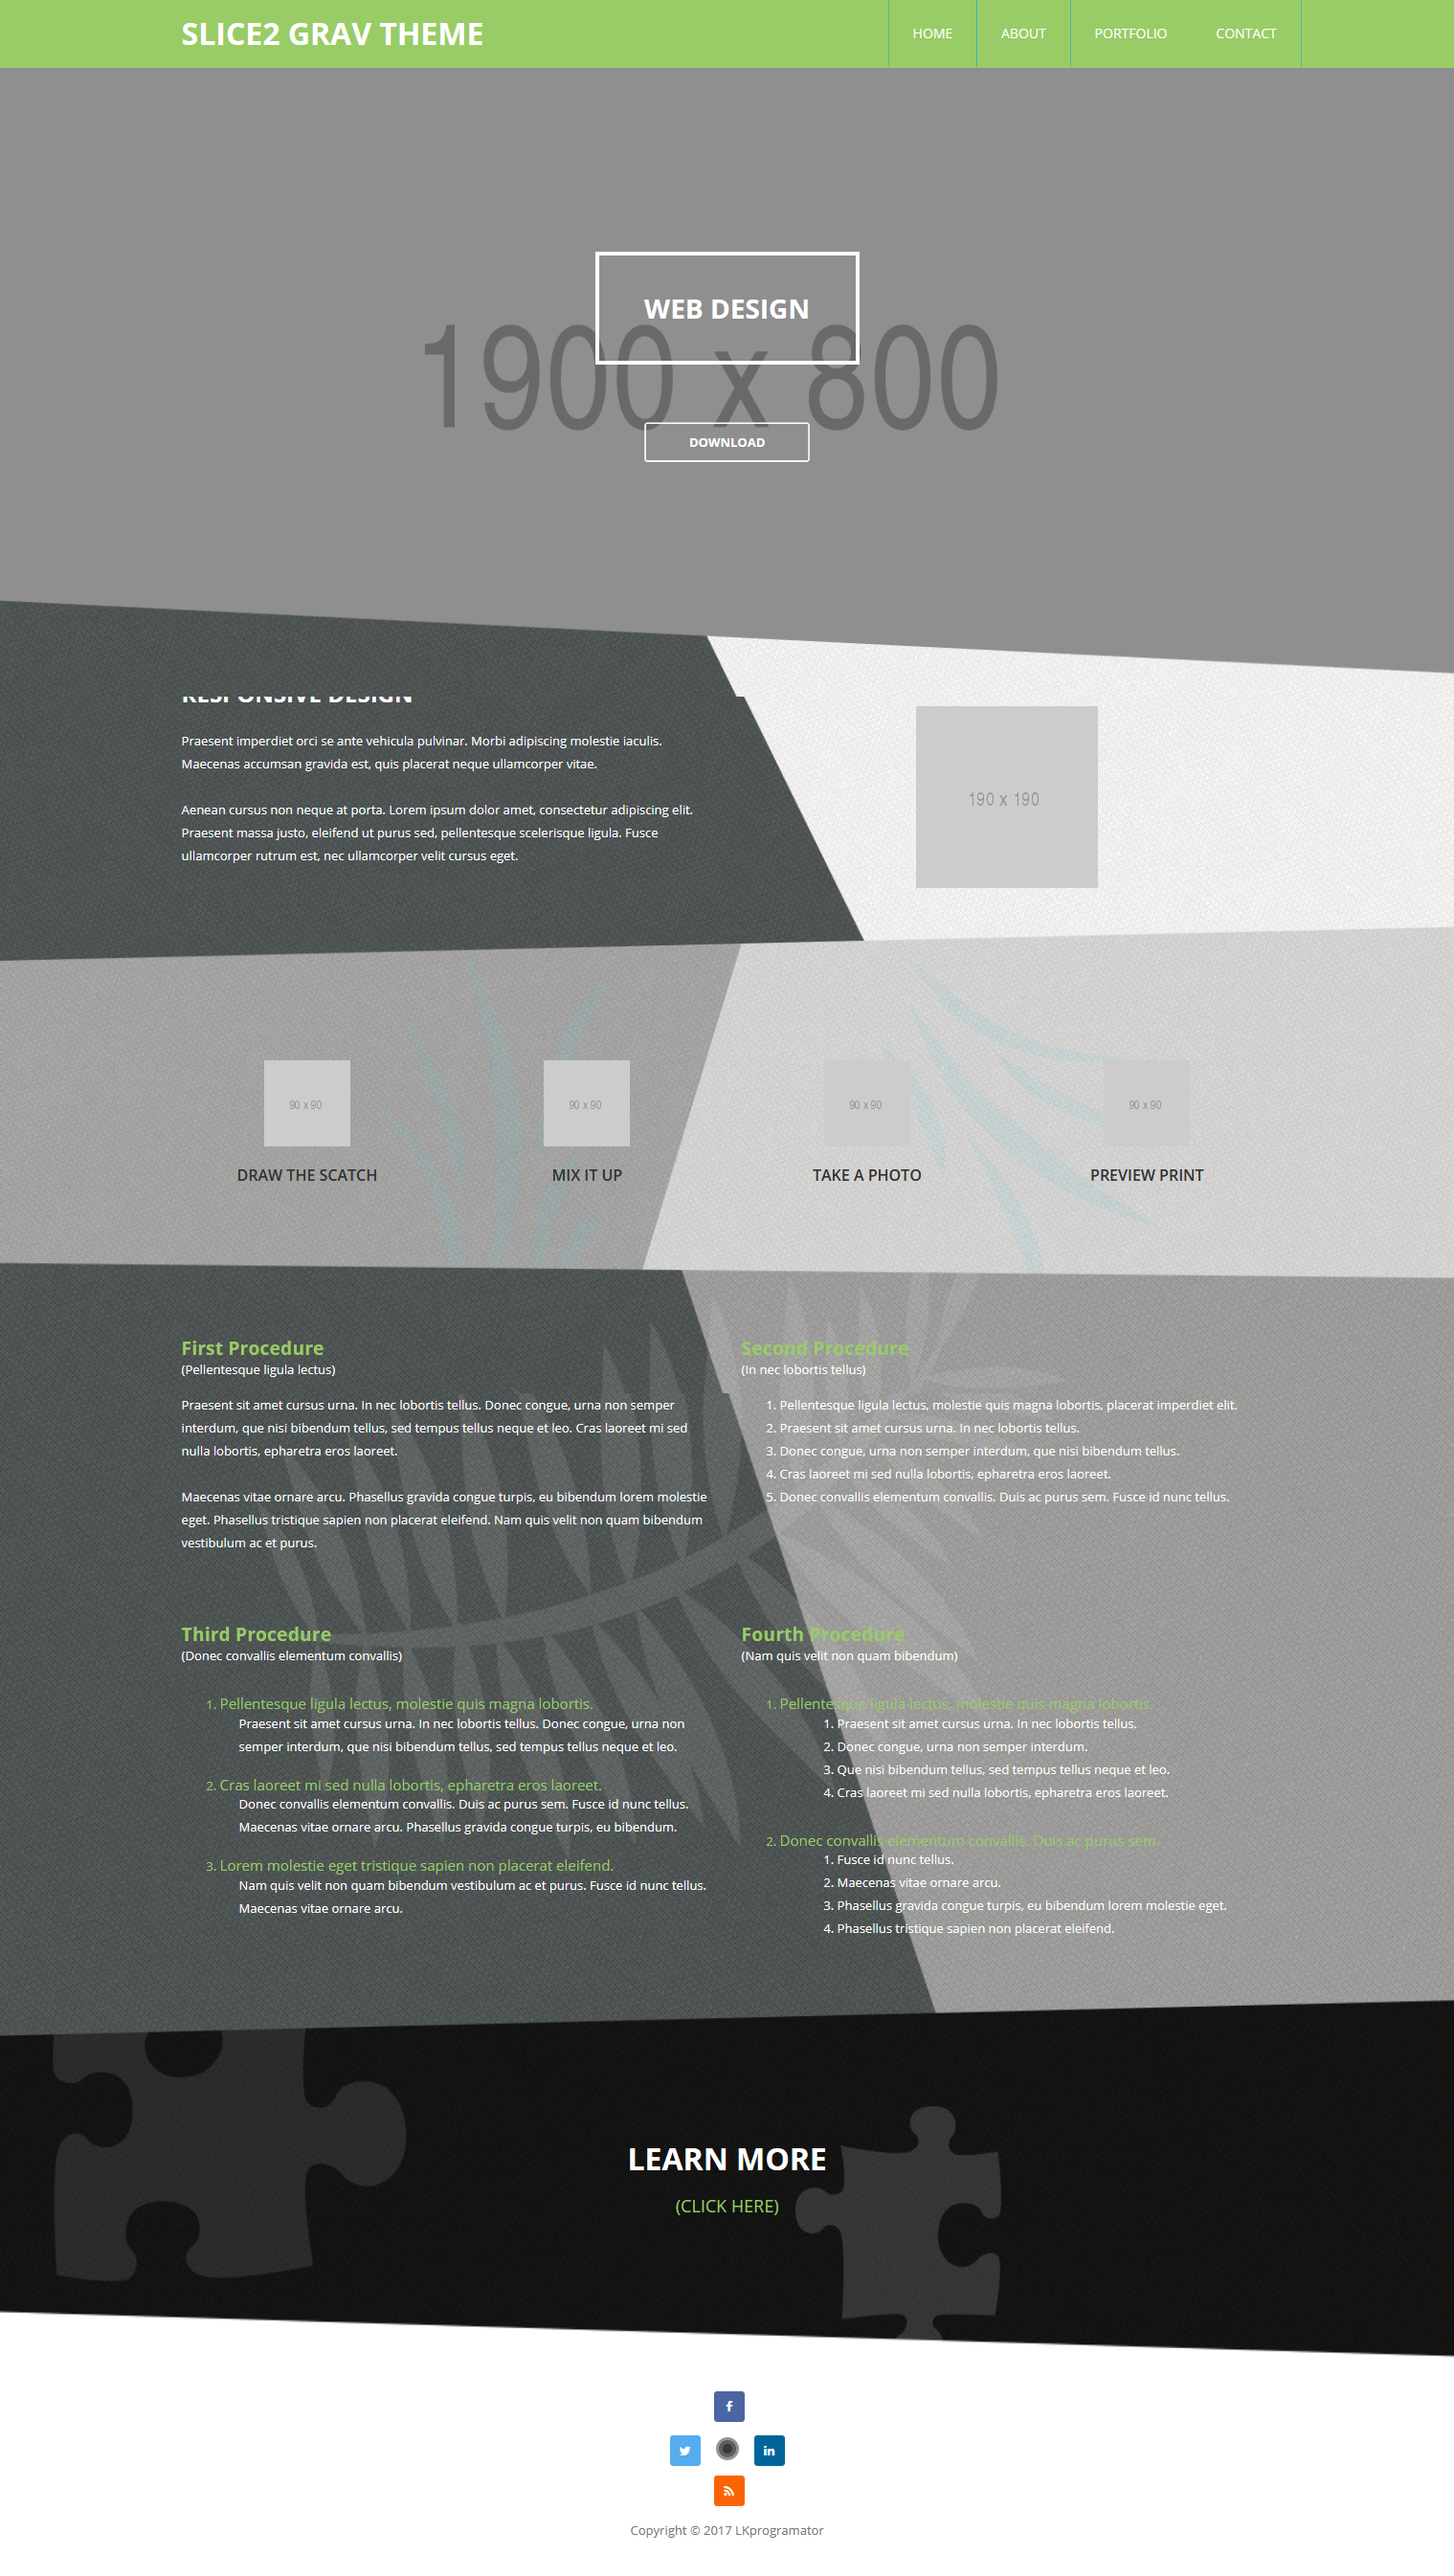 SLICE2 GRAV THEME
HOME ABOUT PORTFOLIO CONTACT
WEB DESIGN
1900 x 800
DOWNLOAD
RESPONSIVE DESIGN
Praesent imperdiet orci se ante vehicula pulvinar. Morbi adipiscing molestie iaculis.
Maecenas accumsan gravida est, quis placerat neque ullamcorper vitae.
Aenean cursus non neque at porta. Lorem ipsum dolor amet, consectetur adipiscing elit.
Praesent massa justo, eleifend ut purus sed, pellentesque scelerisque ligula. Fusce
ullamcorper rutrum est, nec ullamcorper velit cursus eget.
190 x 190
90 x 90
90 x 90
90 x 90
90 x 90
DRAW THE SCATCH
MIX IT UP
TAKE A PHOTO
PREVIEW PRINT
First Procedure
(Pellentesque ligula lectus)
Praesent sit amet cursus urna. In nec lobortis tellus. Donec congue, urna non semper
interdum, que nisi bibendum tellus, sed tempus tellus neque et leo. Cras laoreet mi sed
nulla lobortis, epharetra eros laoreet.
Maecenas vitae ornare arcu. Phasellus gravida congue turpis, eu bibendum lorem molestie
eget. Phasellus tristique sapien non placerat eleifend. Nam quis velit non quam bibendum
vestibulum ac et purus.
Second Procedure
(In nec lobortis tellus)
1. Pellentesque ligula lectus, molestie quis magna lobortis, placerat imperdiet elit.
2. Praesent sit amet cursus urna. In nec lobortis tellus.
3. Donec congue, urna non semper interdum, que nisi bibendum tellus.
4. Cras laoreet mi sed nulla lobortis, epharetra eros laoreet.
5. Donec convallis elementum convallis. Duis ac purus sem. Fusce id nunc tellus.
Third Procedure
(Donec convallis elementum convallis)
1. Pellentesque ligula lectus, molestie quis magna lobortis.
Praesent sit amet cursus urna. In nec lobortis tellus. Donec congue, urna non
semper interdum, que nisi bibendum tellus, sed tempus tellus neque et leo.
2. Cras laoreet mi sed nulla lobortis, epharetra eros laoreet.
Donec convallis elementum convallis. Duis ac purus sem. Fusce id nunc tellus.
Maecenas vitae ornare arcu. Phasellus gravida congue turpis, eu bibendum.
3. Lorem molestie eget tristique sapien non placerat eleifend.
Nam quis velit non quam bibendum vestibulum ac et purus. Fusce id nunc tellus.
Maecenas vitae ornare arcu.
Fourth Procedure
(Nam quis velit non quam bibendum)
1. Pellentesque ligula lectus, molestie quis magna lobortis.
1. Praesent sit amet cursus urna. In nec lobortis tellus.
2. Donec congue, urna non semper interdum.
3. Que nisi bibendum tellus, sed tempus tellus neque et leo.
4. Cras laoreet mi sed nulla lobortis, epharetra eros laoreet.
2. Donec convallis elementum convallis. Duis ac purus sem.
1. Fusce id nunc tellus.
2. Maecenas vitae ornare arcu.
3. Phasellus gravida congue turpis, eu bibendum lorem molestie eget.
4. Phasellus tristique sapien non placerat eleifend.
LEARN MORE
(CLICK HERE)
Copyright © 2017 LKprogramator